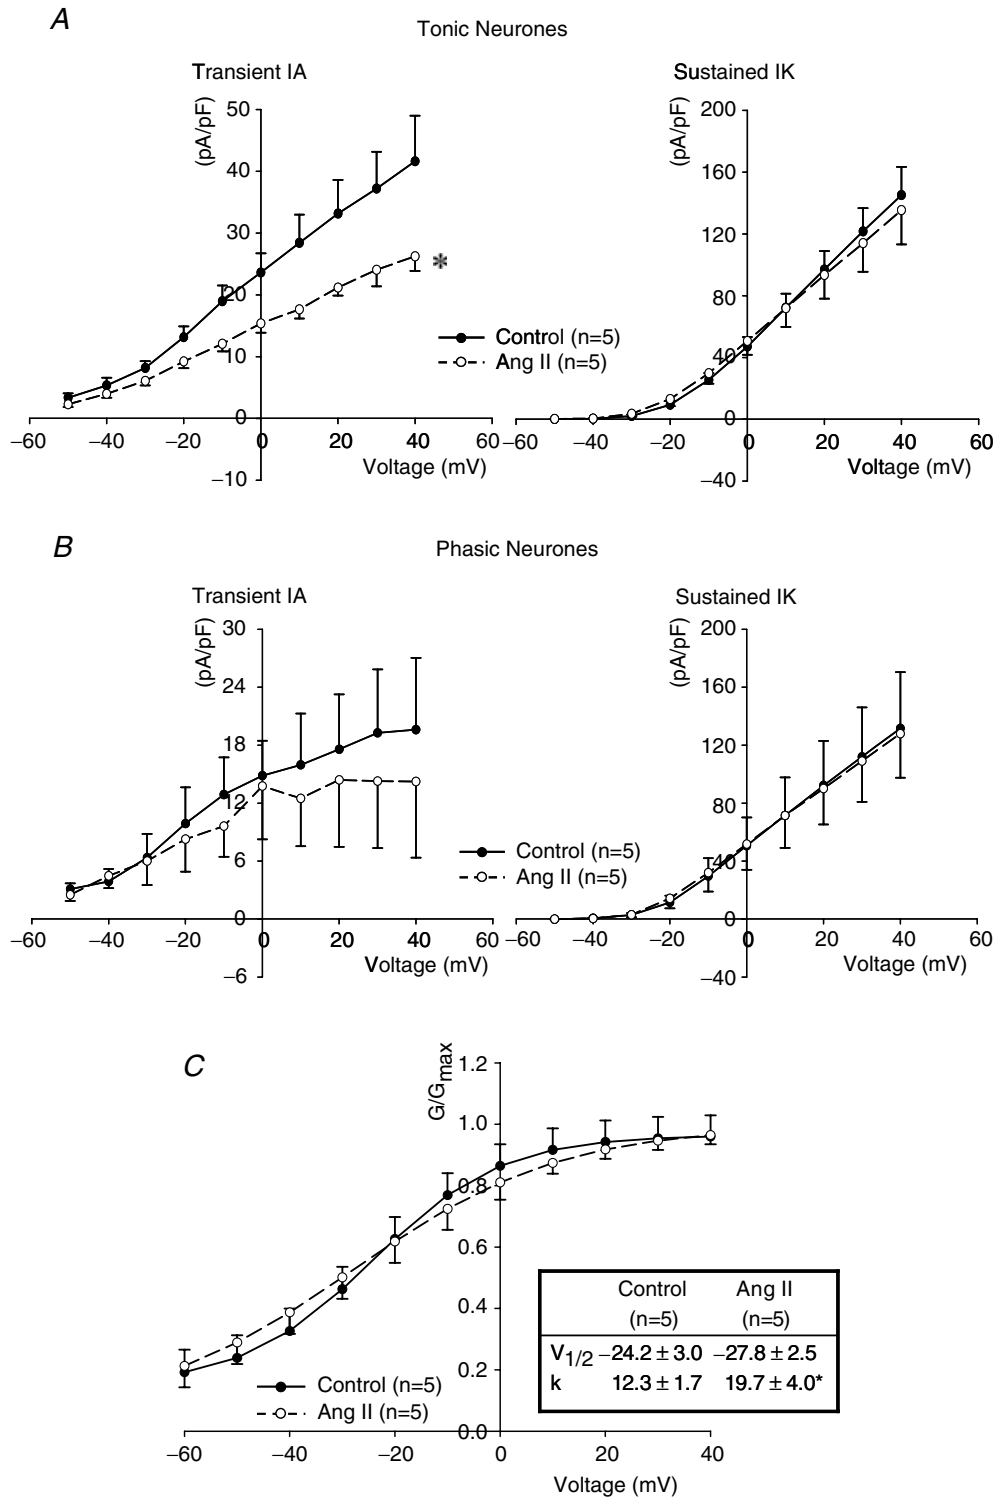 A
Tonic Neurones
Transient IA
Sustained IK
(pA/pF)
50
40
30
20
10
0
−10
−60 −40 −20 0 20 40 60
Voltage (mV)
*
Control (n=5)
Ang II (n=5)
(pA/pF)
200
160
120
80
40
0
−40
−60 −40 −20 0 20 40 60
Voltage (mV)
B
Phasic Neurones
Transient IA
Sustained IK
(pA/pF)
30
24
18
12
6
0
−6
−60 −40 −20 0 20 40 60
Voltage (mV)
Control (n=5)
Ang II (n=5)
(pA/pF)
200
160
120
80
40
0
−40
−60 −40 −20 0 20 40 60
Voltage (mV)
C
G/Gmax
1.2
1.0
0.8
0.6
0.4
0.2
0.0
−60 −40 −20 0 20 40
Voltage (mV)
Control (n=5)
Ang II (n=5)
Control Ang II
(n=5) (n=5)
V1/2 −24.2 ± 3.0 −27.8 ± 2.5
k 12.3 ± 1.7 19.7 ± 4.0*